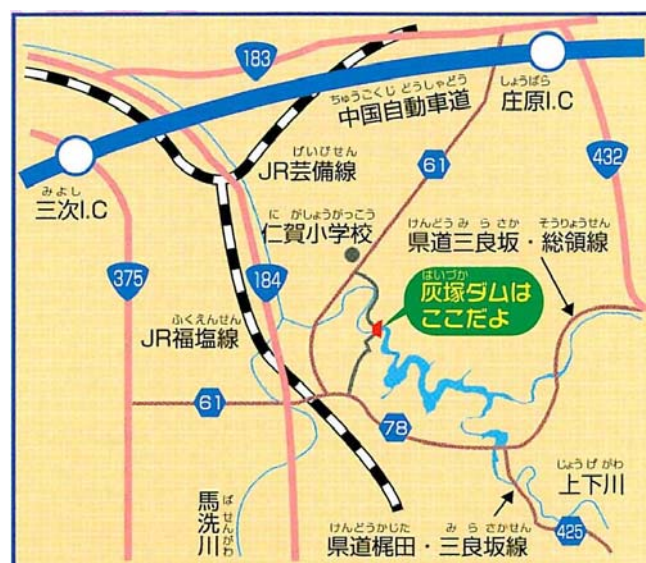 183
ちゅうごくじ どうしゃどう
中国自動車道
しょうばら
庄原I.C
みよし
三次I.C
げいびせん
JR芸備線
61
432
に がしょうがっこう
仁賀小学校
けんどう み ら さか そうりょうせん
県道三良坂・総領線
375
184
はいづか
灰塚ダムは
ここだよ
ふくえんせん
JR福塩線
61
78
ば せんがわ
馬洗川
じょう げ がわ
上下川
けんどうかじた み ら さかせん
県道梶田・三良坂線
425